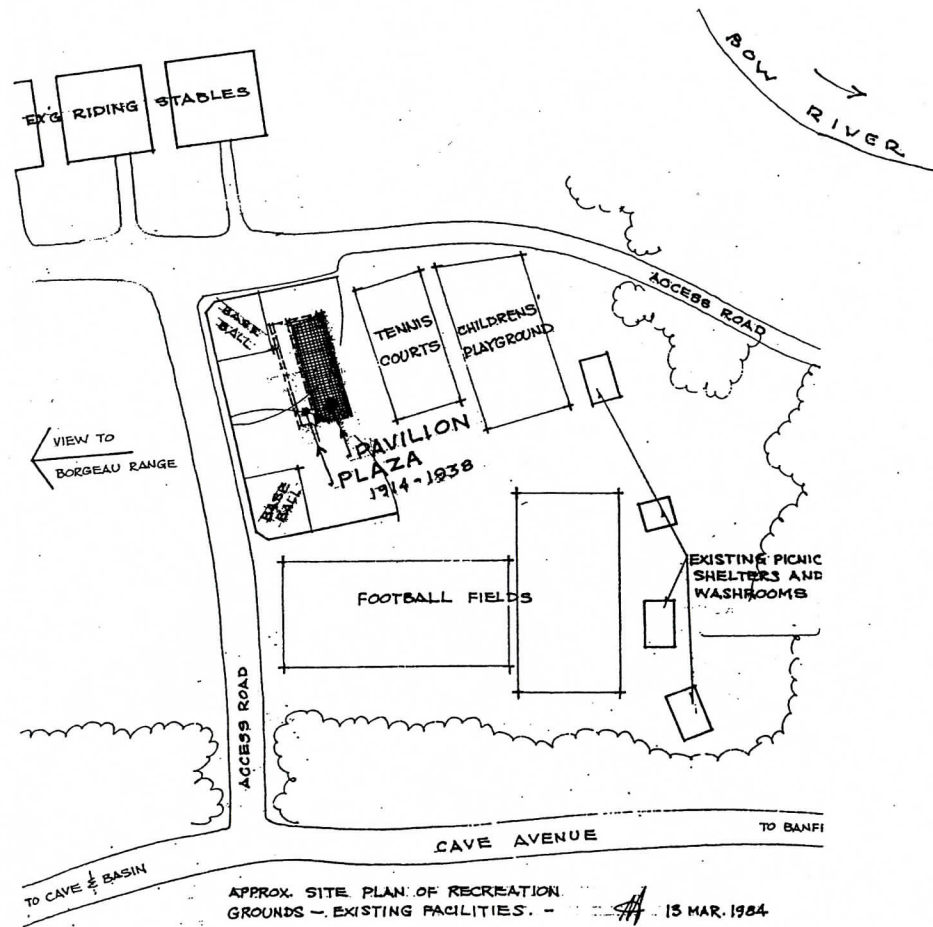 BOW
RIVER
EX'G RIDING STABLES
ACCESS ROAD
BASE
BALL
TENNIS
COURTS
CHILDRENS'
PLAYGROUND
VIEW TO
BORGEAU RANGE
PAVILION
PLAZA
1914-1938
BASE
BALL
FOOTBALL FIELDS
EXISTING PICNIC
SHELTERS AND
WASHROOMS
ACCESS ROAD
CAVE AVENUE
TO BANFF
TO CAVE & BASIN
APPROX. SITE PLAN OF RECREATION
GROUNDS - EXISTING FACILITIES. -
13 MAR. 1984